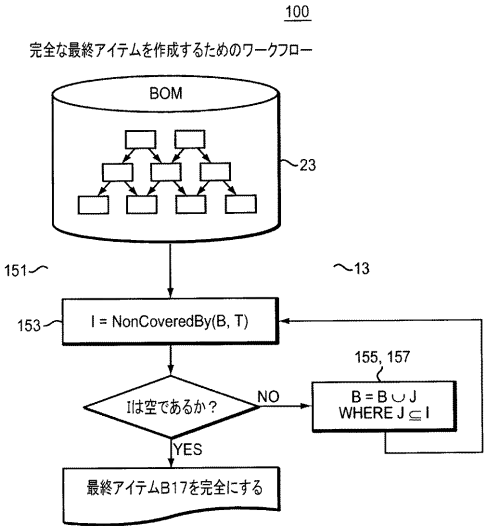 100
完全な最終アイテムを作成するためのワークフロー
BOM
23
151
13
153
I = NonCoveredBy(B, T)
155, 157
Iは空であるか?
NO
B = B ∪ J
WHERE J ⊆ I
YES
最終アイテムB17を完全にする